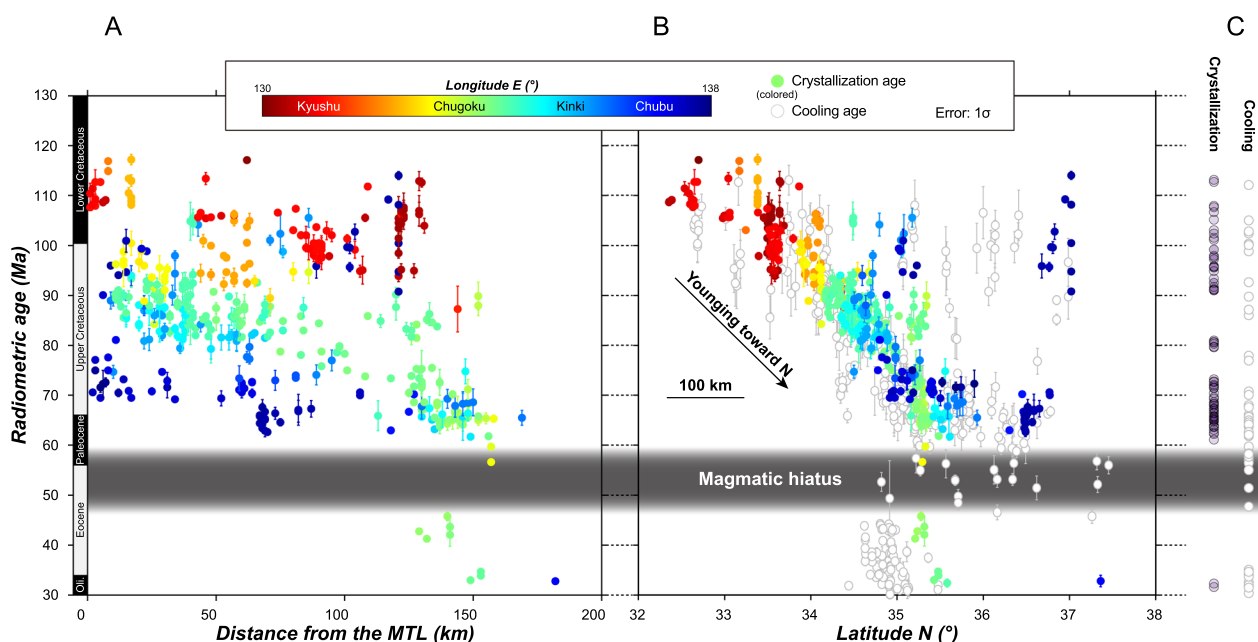 A
B
C
Longitude E (°)
130
138
Kyushu
Chugoku
Kinki
Chubu
Crystallization age
(colored)
Cooling age
Error: 1σ
Crystallization
Cooling
Radiometric age (Ma)
130
120
110
100
90
80
70
60
50
40
30
Lower Cretaceous
Upper Cretaceous
Paleocene
Eocene
Oli.
Younging toward N
100 km
Magmatic hiatus
0
50
100
150
200
Distance from the MTL (km)
32
33
34
35
36
37
38
Latitude N (°)